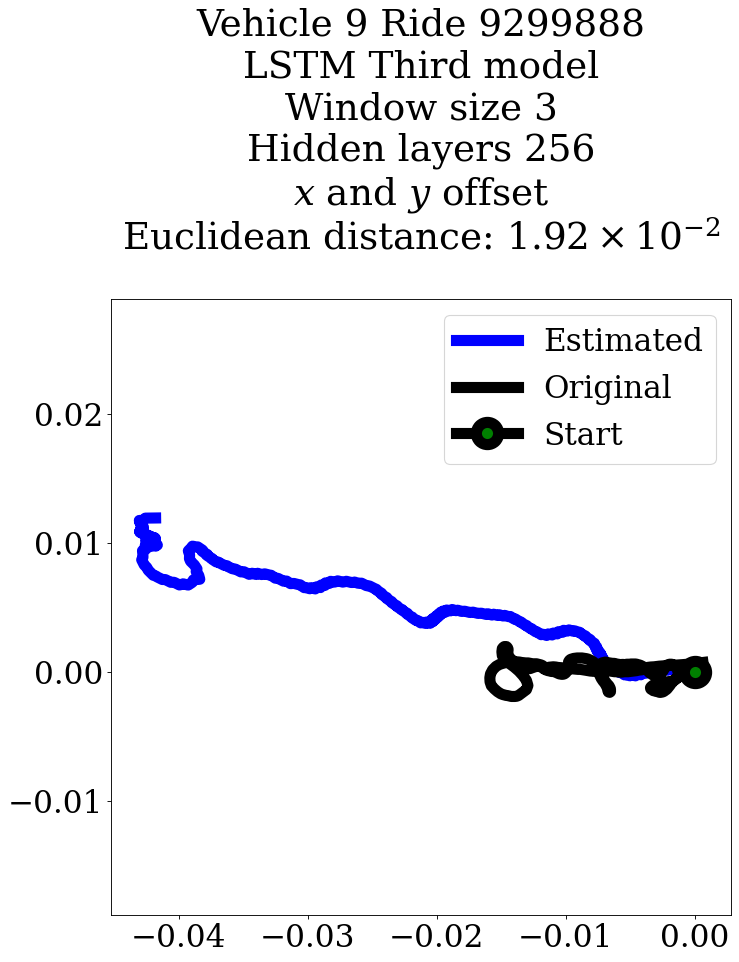 Vehicle 9 Ride 9299888
LSTM Third model
Window size 3
Hidden layers 256
x and y offset
Euclidean distance: 1.92 × 10⁻²
Estimated
Original
Start
0.02
0.01
0.00
−0.01
−0.04 −0.03 −0.02 −0.01 0.00